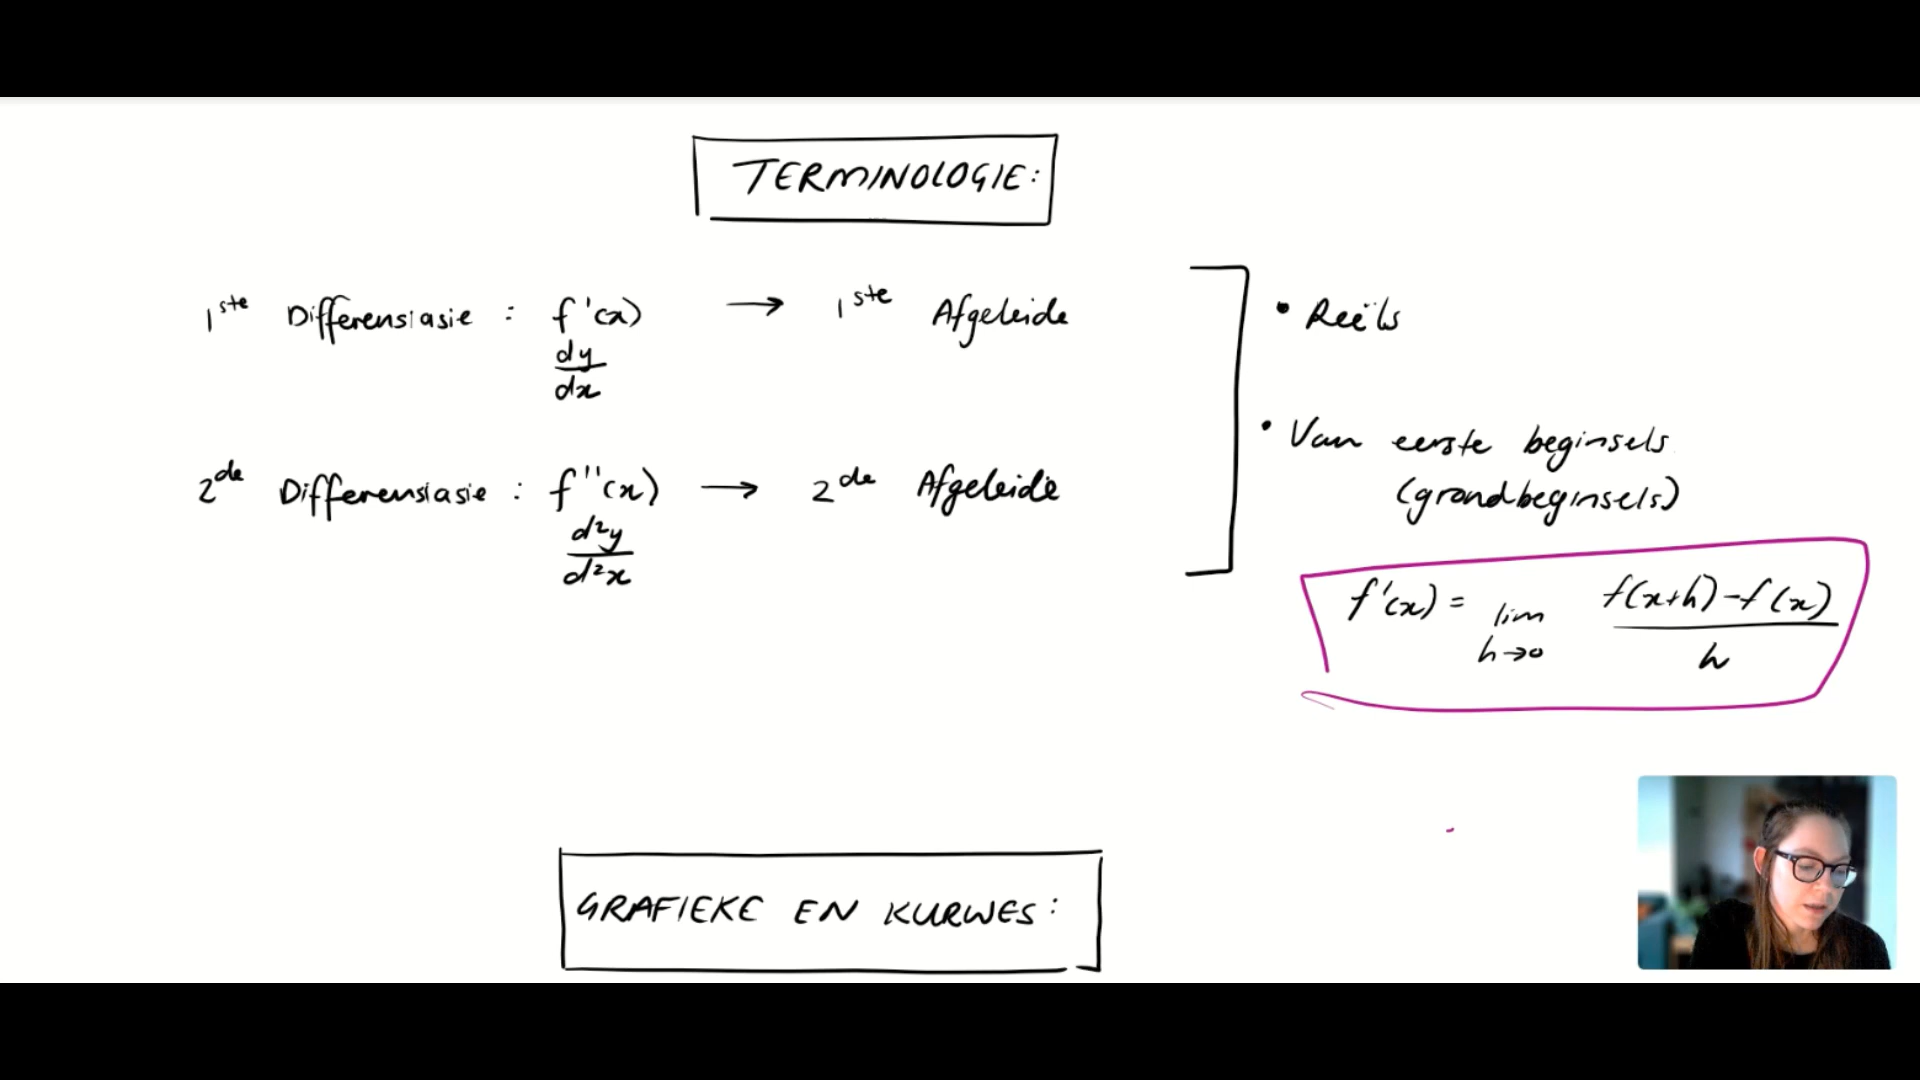 TERMINOLOGIE:
1ste Differensiasie : f'(x) → 1ste Afgeleide
dy
dx
2de Differensiasie : f''(x) → 2de Afgeleide
d²y
d²x
• Reëls
• Van eerste beginsels
(grondbeginsels)
f'(x) = lim f(x+h)-f(x)
h→0 h
GRAFIEKE EN KURWES: